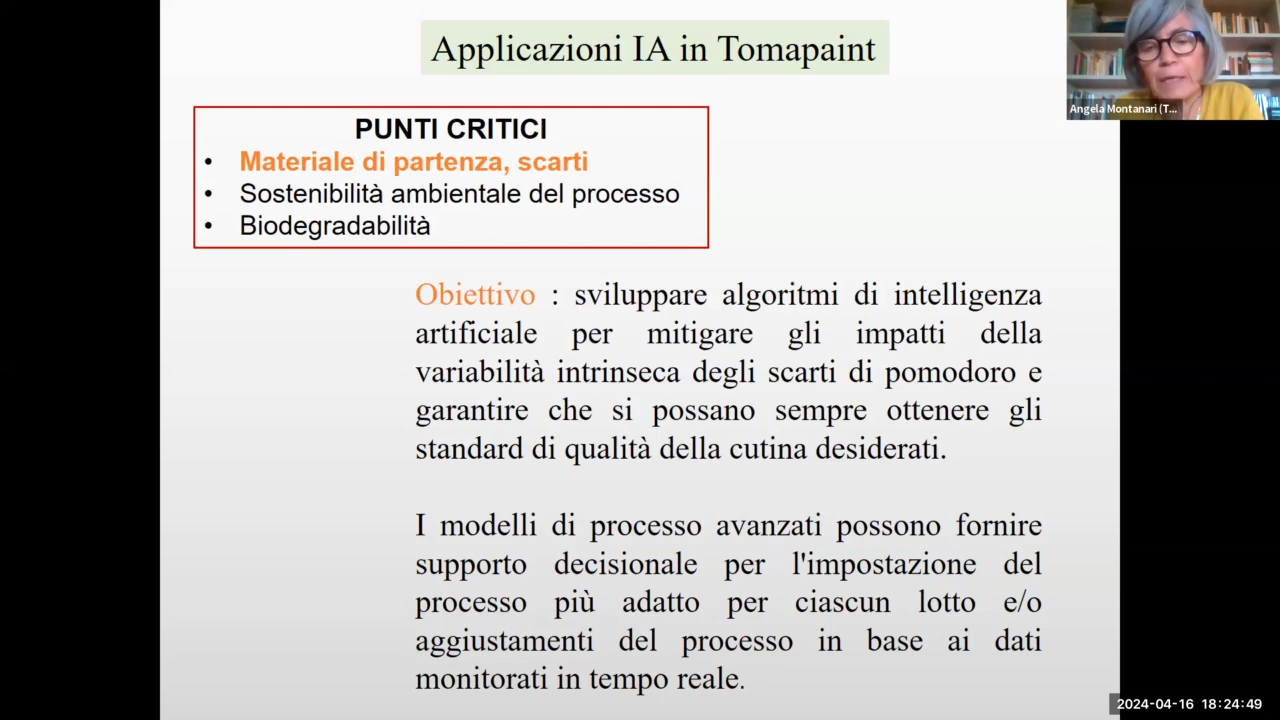 Applicazioni IA in Tomapaint
Angela Montanari (T...
PUNTI CRITICI
• Materiale di partenza, scarti
• Sostenibilità ambientale del processo
• Biodegradabilità
Obiettivo : sviluppare algoritmi di intelligenza
artificiale per mitigare gli impatti della
variabilità intrinseca degli scarti di pomodoro e
garantire che si possano sempre ottenere gli
standard di qualità della cutina desiderati.
I modelli di processo avanzati possono fornire
supporto decisionale per l'impostazione del
processo più adatto per ciascun lotto e/o
aggiustamenti del processo in base ai dati
monitorati in tempo reale.
2024-04-16 18:24:49